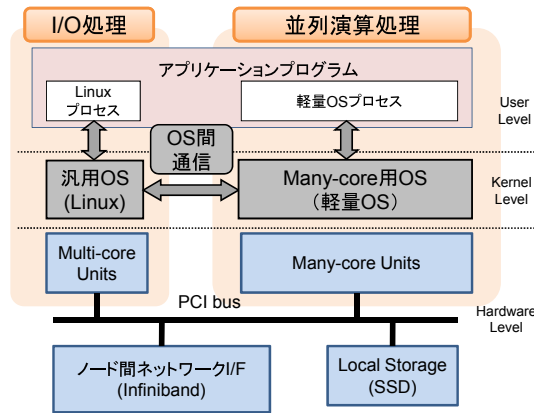 I/O処理
並列演算処理
アプリケーションプログラム
Linux
プロセス
軽量OSプロセス
User
Level
OS間
通信
汎用OS
(Linux)
Many-core用OS
(軽量OS)
Kernel
Level
Multi-core
Units
Many-core Units
PCI bus
Hardware
Level
ノード間ネットワークI/F
(Infiniband)
Local Storage
(SSD)